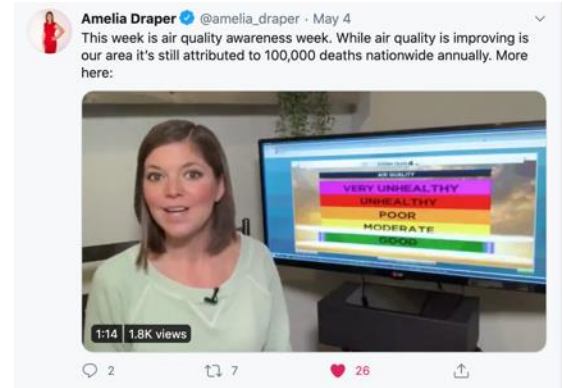 Amelia Draper @amelia_draper · May 4
This week is air quality awareness week. While air quality is improving is
our area it's still attributed to 100,000 deaths nationwide annually. More
here:
AIR QUALITY
VERY UNHEALTHY
UNHEALTHY
POOR
MODERATE
GOOD
1:14 1.8K views
2 7 26